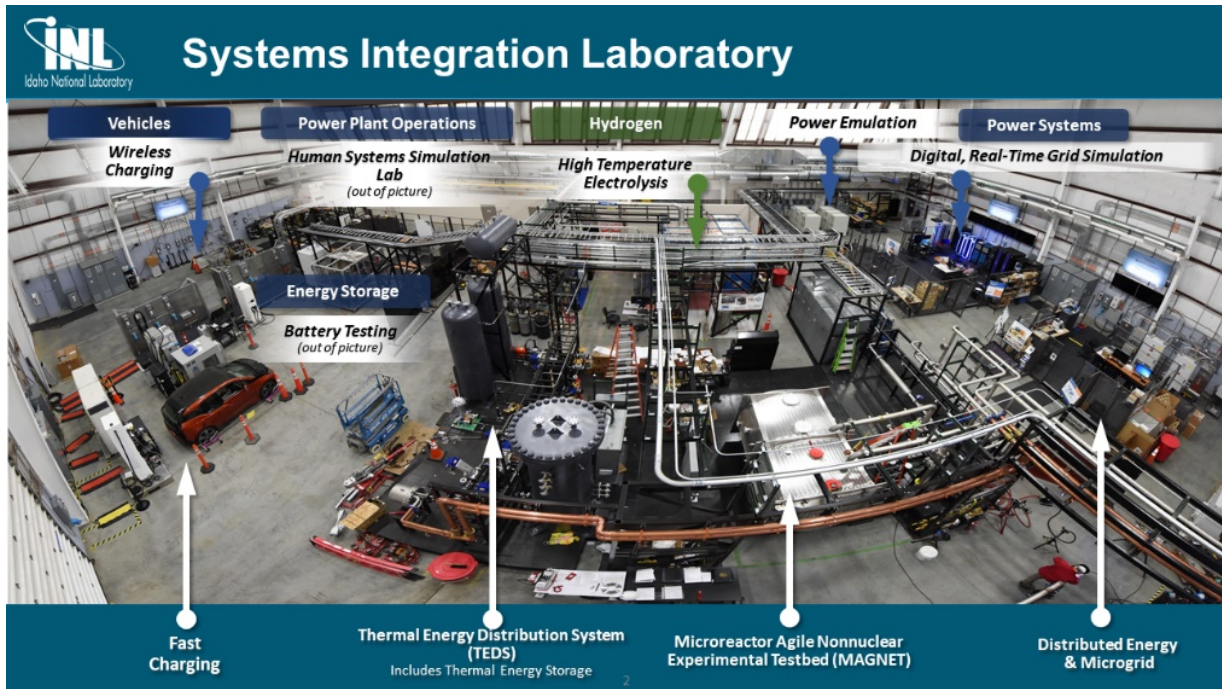 INL
Idaho National Laboratory
Systems Integration Laboratory
Vehicles
Wireless
Charging
Power Plant Operations
Human Systems Simulation
Lab
(out of picture)
Hydrogen
High Temperature
Electrolysis
Power Emulation
Power Systems
Digital, Real-Time Grid Simulation
Energy Storage
Battery Testing
(out of picture)
Fast
Charging
Thermal Energy Distribution System
(TEDS)
Includes Thermal Energy Storage
Microreactor Agile Nonnuclear
Experimental Testbed (MAGNET)
Distributed Energy
& Microgrid
2